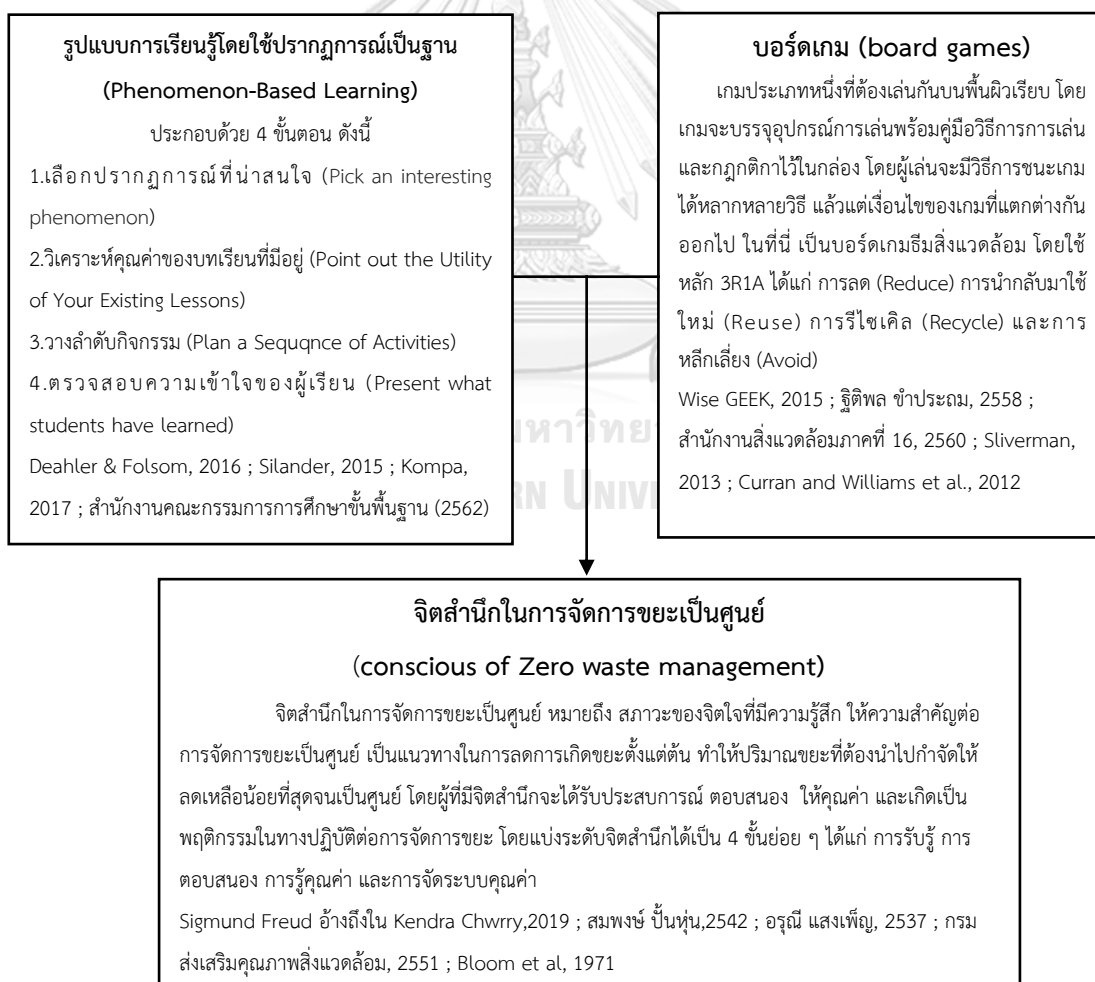 รูปแบบการเรียนรู้โดยใช้ปรากฏการณ์เป็นฐาน
(Phenomenon-Based Learning)
ประกอบด้วย 4 ขั้นตอน ดังนี้
1.เลือกปรากฏการณ์ที่น่าสนใจ (Pick an interesting
phenomenon)
2.วิเคราะห์คุณค่าของบทเรียนที่มีอยู่ (Point out the Utility
of Your Existing Lessons)
3.วางลำดับกิจกรรม (Plan a Sequqnce of Activities)
4.ตรวจสอบความเข้าใจของผู้เรียน (Present what
students have learned)
Deahler & Folsom, 2016 ; Silander, 2015 ; Kompa,
2017 ; สำนักงานคณะกรรมการการศึกษาขั้นพื้นฐาน (2562)
บอร์ดเกม (board games)
เกมประเภทหนึ่งที่ต้องเล่นกันบนพื้นผิวเรียบ โดย
เกมจะบรรจุอุปกรณ์การเล่นพร้อมคู่มือวิธีการการเล่น
และกฎกติกาไว้ในกล่อง โดยผู้เล่นจะมีวิธีการชนะเกม
ได้หลากหลายวิธี แล้วแต่เงื่อนไขของเกมที่แตกต่างกัน
ออกไป ในที่นี่ เป็นบอร์ดเกมธีมสิ่งแวดล้อม โดยใช้
หลัก 3R1A ได้แก่ การลด (Reduce) การนำกลับมาใช้
ใหม่ (Reuse) การรีไซเคิล (Recycle) และการ
หลีกเลี่ยง (Avoid)
Wise GEEK, 2015 ; ฐิติพล ขำประถม, 2558 ;
สำนักงานสิ่งแวดล้อมภาคที่ 16, 2560 ; Sliverman,
2013 ; Curran and Williams et al., 2012
มหาวิทย
RN UNIV
จิตสำนึกในการจัดการขยะเป็นศูนย์
(conscious of Zero waste management)
จิตสำนึกในการจัดการขยะเป็นศูนย์ หมายถึง สภาวะของจิตใจที่มีความรู้สึก ให้ความสำคัญต่อ
การจัดการขยะเป็นศูนย์ เป็นแนวทางในการลดการเกิดขยะตั้งแต่ต้น ทำให้ปริมาณขยะที่ต้องนำไปกำจัดให้
ลดเหลือน้อยที่สุดจนเป็นศูนย์ โดยผู้ที่มีจิตสำนึกจะได้รับประสบการณ์ ตอบสนอง ให้คุณค่า และเกิดเป็น
พฤติกรรมในทางปฏิบัติต่อการจัดการขยะ โดยแบ่งระดับจิตสำนึกได้เป็น 4 ขั้นย่อย ๆ ได้แก่ การรับรู้ การ
ตอบสนอง การรู้คุณค่า และการจัดระบบคุณค่า
Sigmund Freud อ้างถึงใน Kendra Chwrry,2019 ; สมพงษ์ ปั้นหุ่น,2542 ; อรุณี แสงเพ็ญ, 2537 ; กรม
ส่งเสริมคุณภาพสิ่งแวดล้อม, 2551 ; Bloom et al, 1971